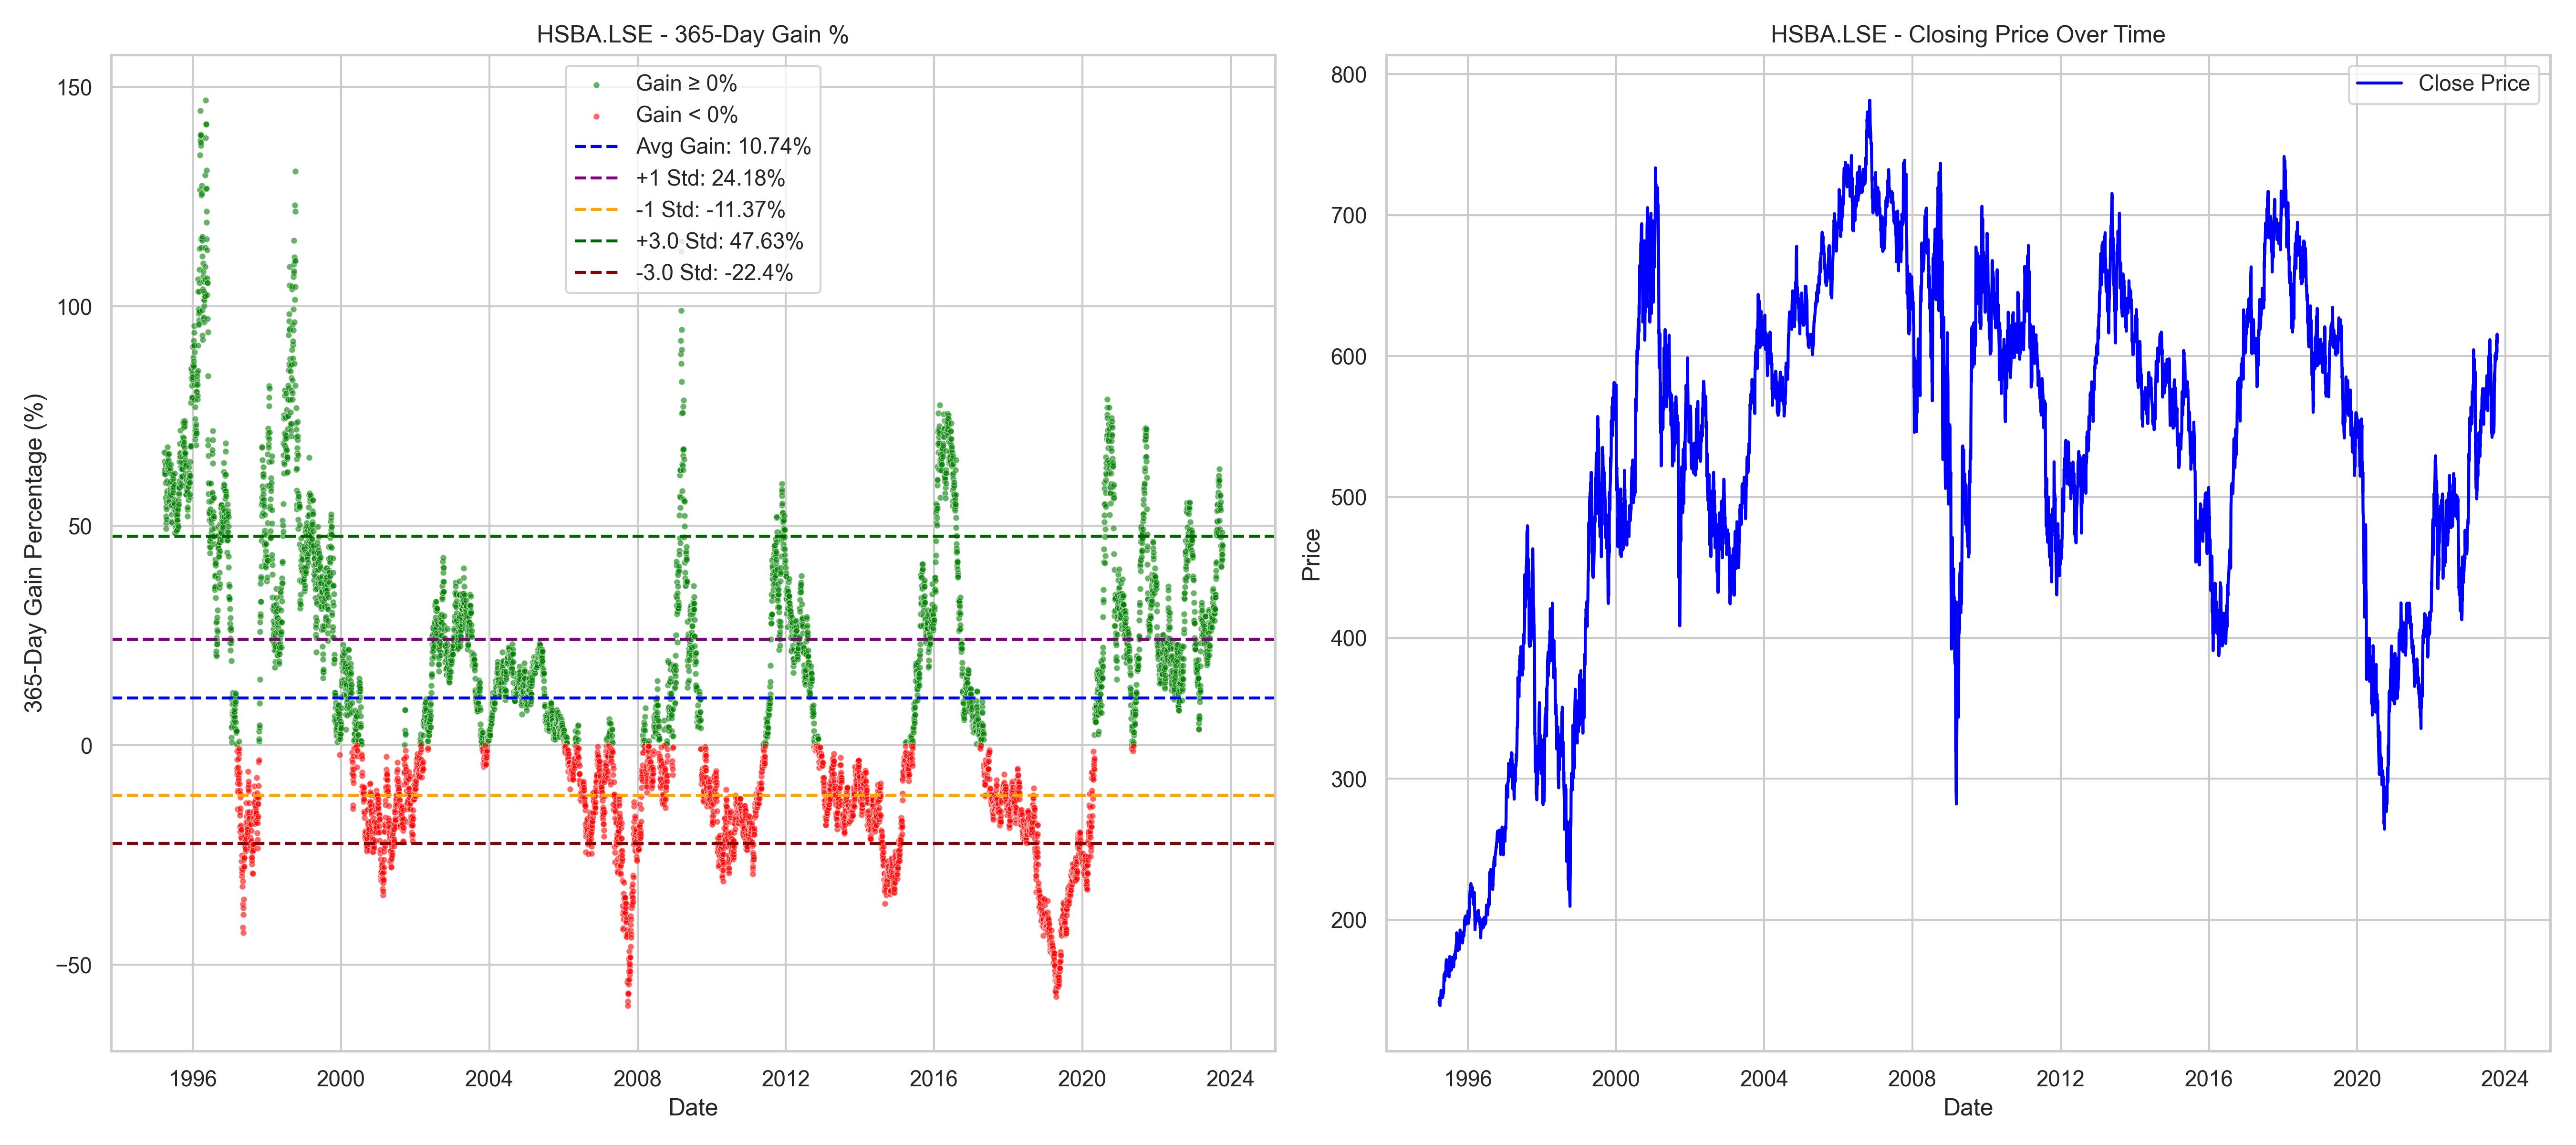 HSBA.LSE - 365-Day Gain %
Gain ≥ 0%
Gain < 0%
Avg Gain: 10.74%
+1 Std: 24.18%
-1 Std: -11.37%
+3.0 Std: 47.63%
-3.0 Std: -22.4%
365-Day Gain Percentage (%)
150
100
50
0
−50
1996
2000
2004
2008
2012
2016
2020
2024
Date
HSBA.LSE - Closing Price Over Time
Close Price
Price
800
700
600
500
400
300
200
1996
2000
2004
2008
2012
2016
2020
2024
Date